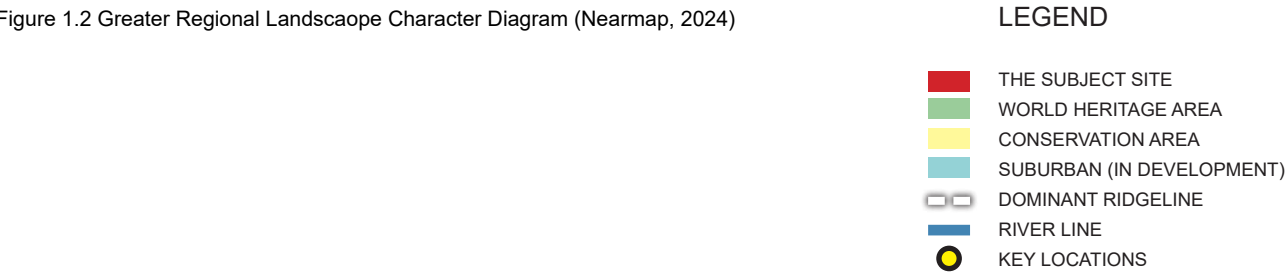 Figure 1.2 Greater Regional Landscaope Character Diagram (Nearmap, 2024)
LEGEND
THE SUBJECT SITE
WORLD HERITAGE AREA
CONSERVATION AREA
SUBURBAN (IN DEVELOPMENT)
DOMINANT RIDGELINE
RIVER LINE
KEY LOCATIONS